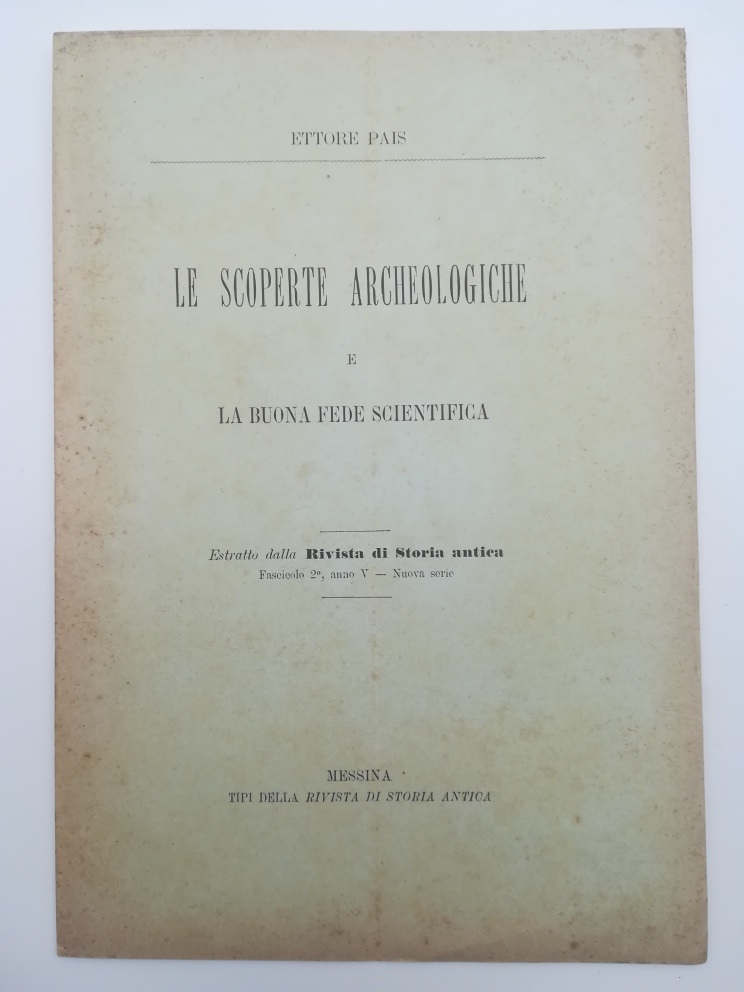 ETTORE PAIS
LE SCOPERTE ARCHEOLOGICHE
E
LA BUONA FEDE SCIENTIFICA
Estratto dalla Rivista di Storia antica
Fascicolo 2º, anno V — Nuova serie
MESSINA
TIPI DELLA RIVISTA DI STORIA ANTICA